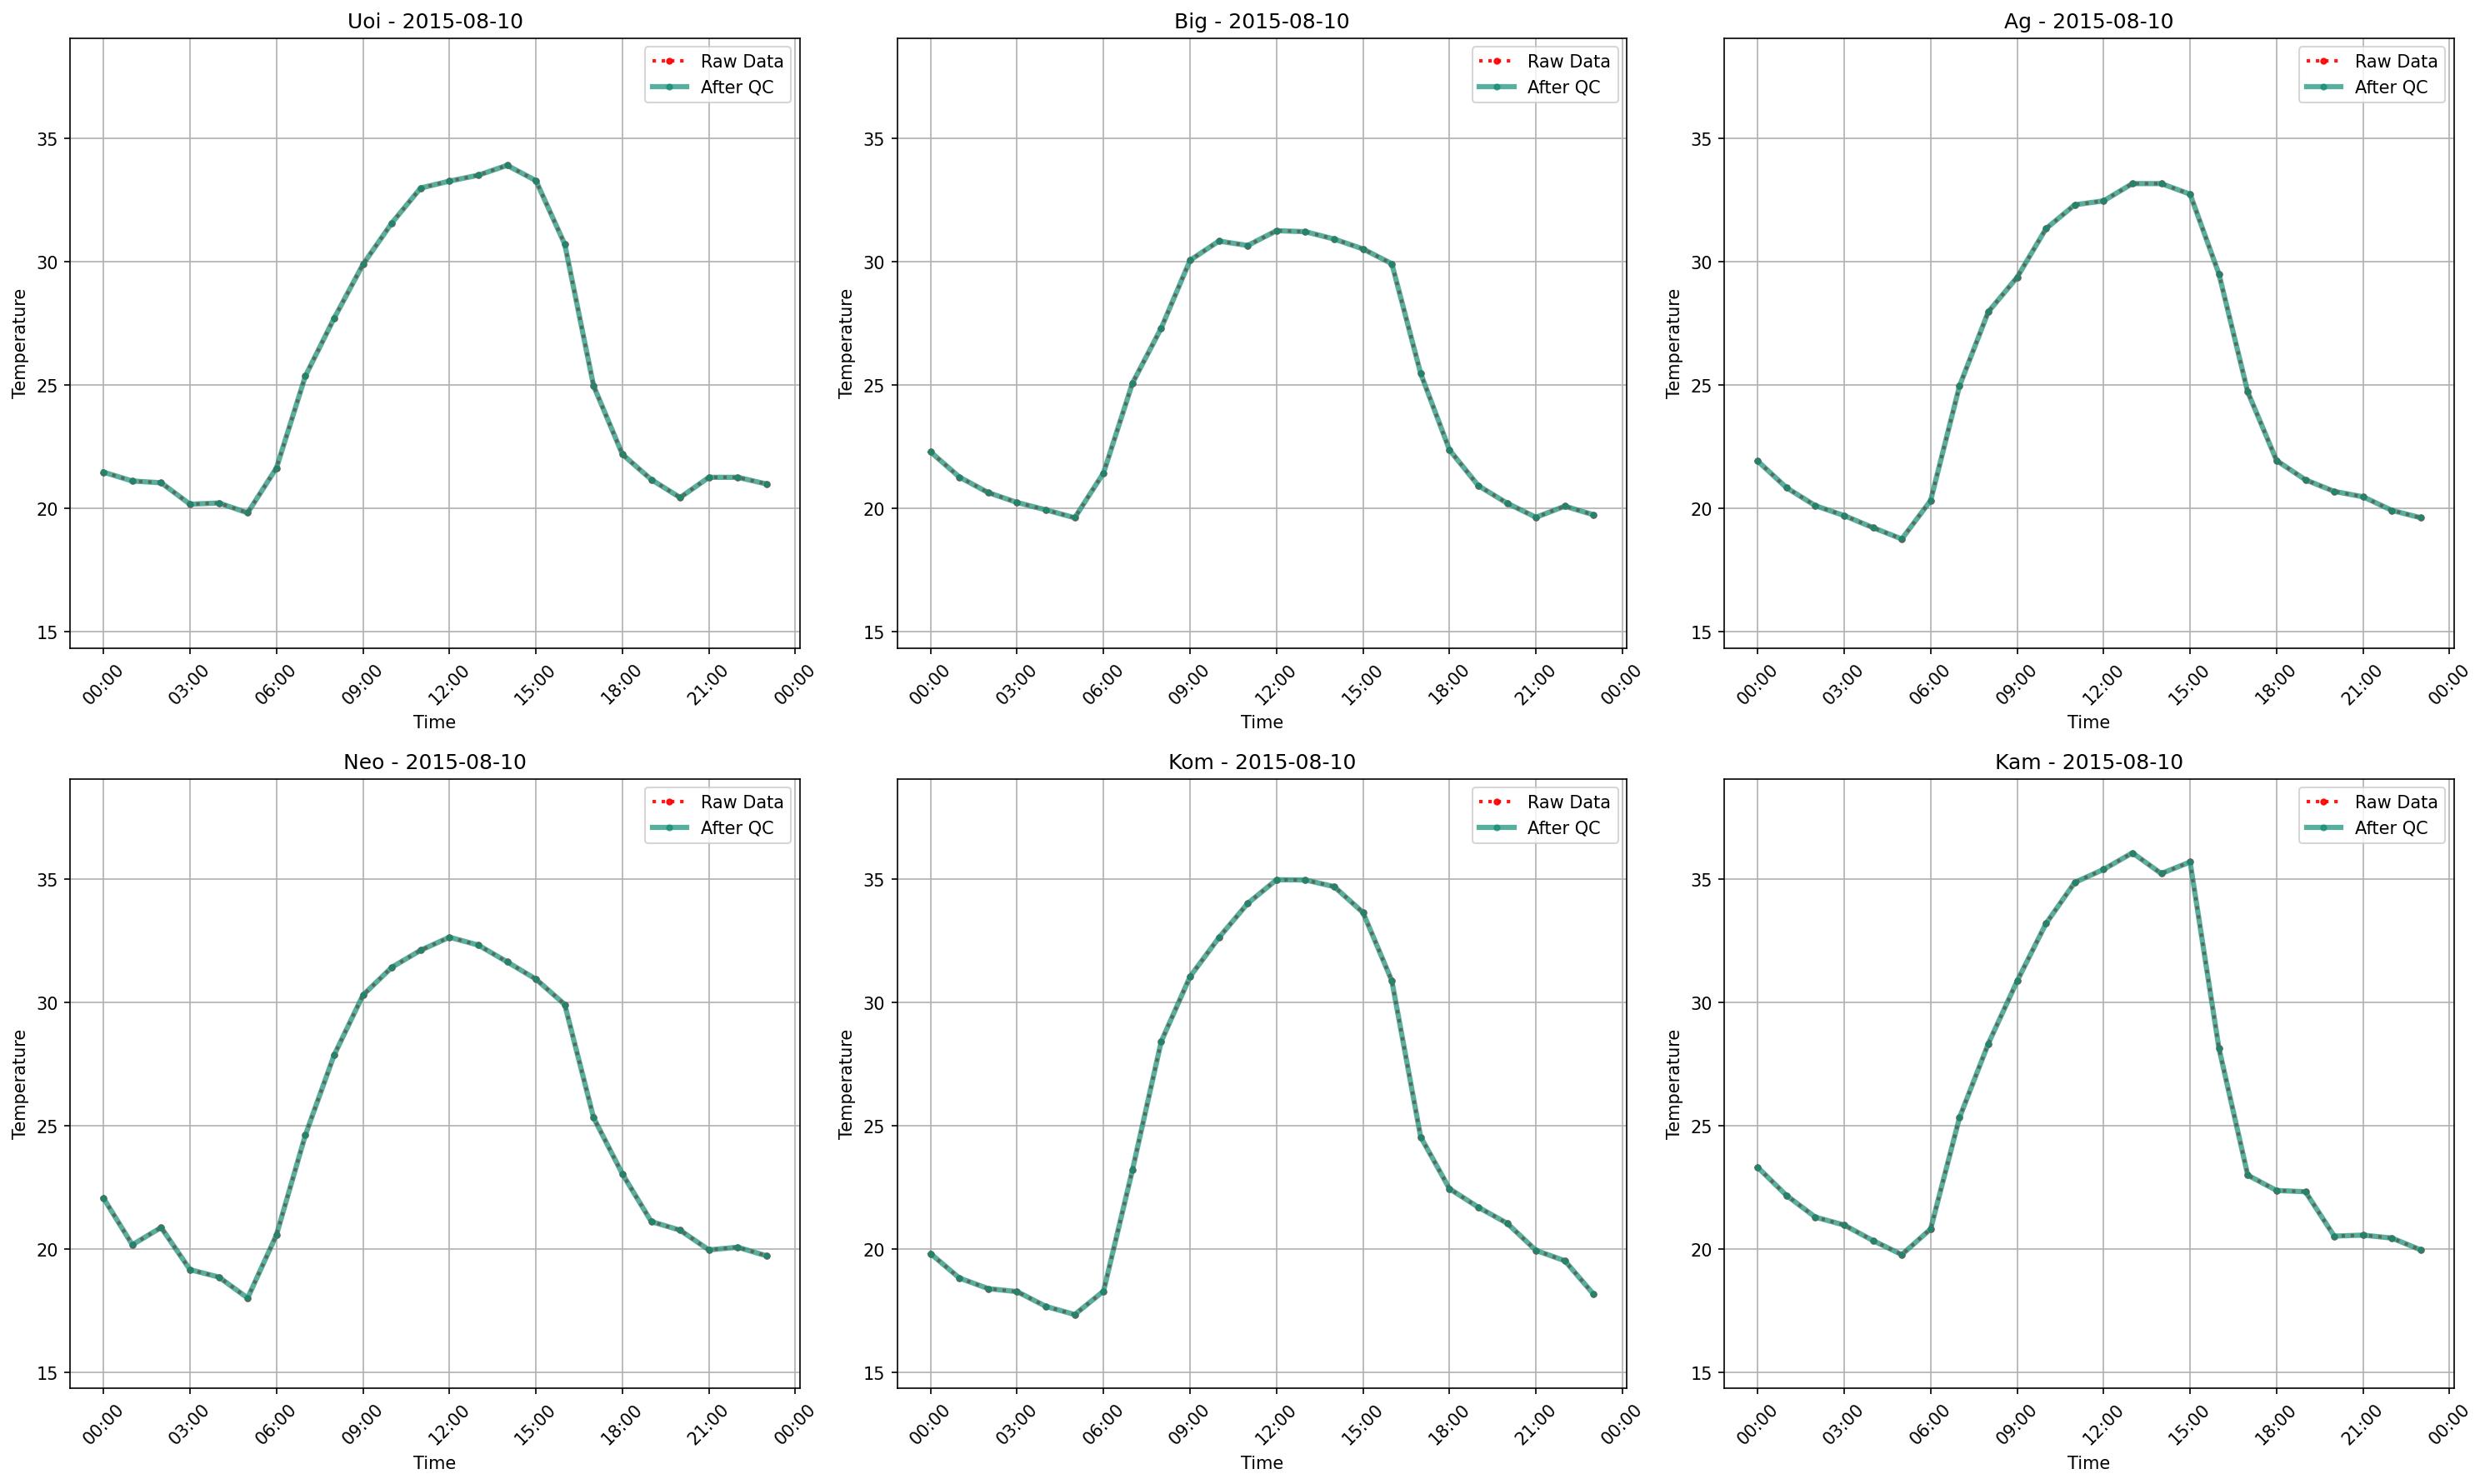 Uoi - 2015-08-10
Raw Data
After QC
Temperature
35
30
25
20
15
00:00
03:00
06:00
09:00
12:00
15:00
18:00
21:00
00:00
Time
Big - 2015-08-10
Raw Data
After QC
Temperature
35
30
25
20
15
00:00
03:00
06:00
09:00
12:00
15:00
18:00
21:00
00:00
Time
Ag - 2015-08-10
Raw Data
After QC
Temperature
35
30
25
20
15
00:00
03:00
06:00
09:00
12:00
15:00
18:00
21:00
00:00
Time
Neo - 2015-08-10
Raw Data
After QC
Temperature
35
30
25
20
15
00:00
03:00
06:00
09:00
12:00
15:00
18:00
21:00
00:00
Time
Kom - 2015-08-10
Raw Data
After QC
Temperature
35
30
25
20
15
00:00
03:00
06:00
09:00
12:00
15:00
18:00
21:00
00:00
Time
Kam - 2015-08-10
Raw Data
After QC
Temperature
35
30
25
20
15
00:00
03:00
06:00
09:00
12:00
15:00
18:00
21:00
00:00
Time